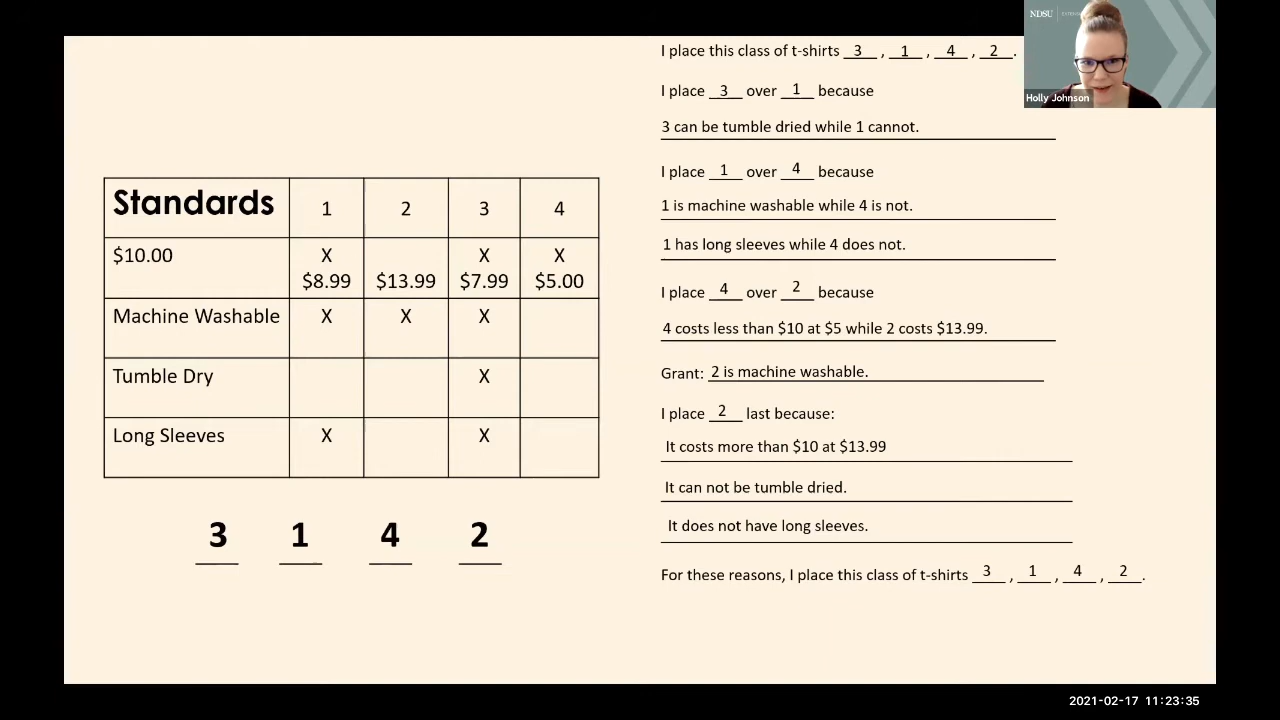 NDSU
Holly Johnson
I place this class of t-shirts 3 , 1 , 4 , 2 .
I place 3 over 1 because
3 can be tumble dried while 1 cannot.
I place 1 over 4 because
1 is machine washable while 4 is not.
1 has long sleeves while 4 does not.
I place 4 over 2 because
4 costs less than $10 at $5 while 2 costs $13.99.
Grant: 2 is machine washable.
I place 2 last because:
It costs more than $10 at $13.99
It can not be tumble dried.
It does not have long sleeves.
For these reasons, I place this class of t-shirts 3 , 1 , 4 , 2 .
Standards 1 2 3 4
$10.00 X X X
$8.99 $13.99 $7.99 $5.00
Machine Washable X X X
Tumble Dry X
Long Sleeves X X
3 1 4 2
2021-02-17 11:23:35